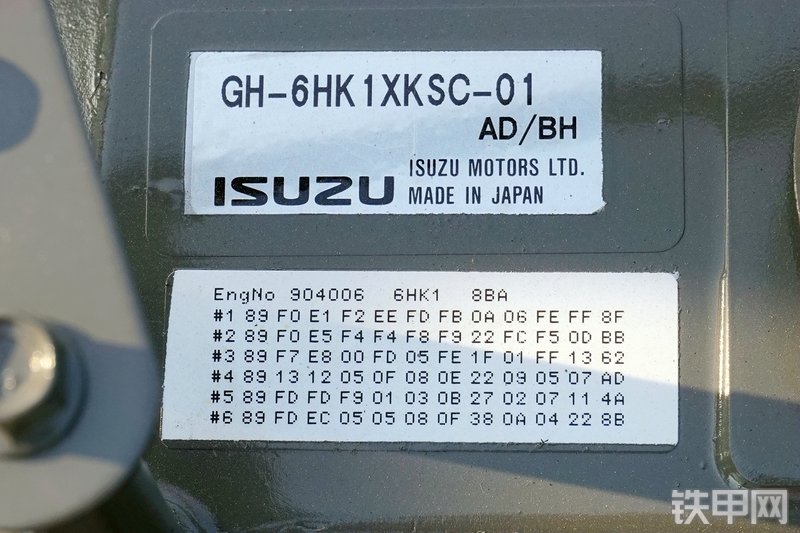 GH-6HK1XKSC-01
AD/BH
ISUZU
ISUZU MOTORS LTD.
MADE IN JAPAN
EngNo 904006 6HK1 8BA
#1 89 F0 E1 F2 EE FD FB 0A 06 FE FF 8F
#2 89 F0 E5 F4 F4 F8 F9 22 FC F5 0D BB
#3 89 F7 E8 00 FD 05 FE 1F 01 FF 13 62
#4 89 13 12 05 0F 08 0E 22 09 05 07 AD
#5 89 FD FD F9 01 03 0B 27 02 07 11 4A
#6 89 FD EC 05 05 08 0F 38 0A 04 22 8B
铁甲网